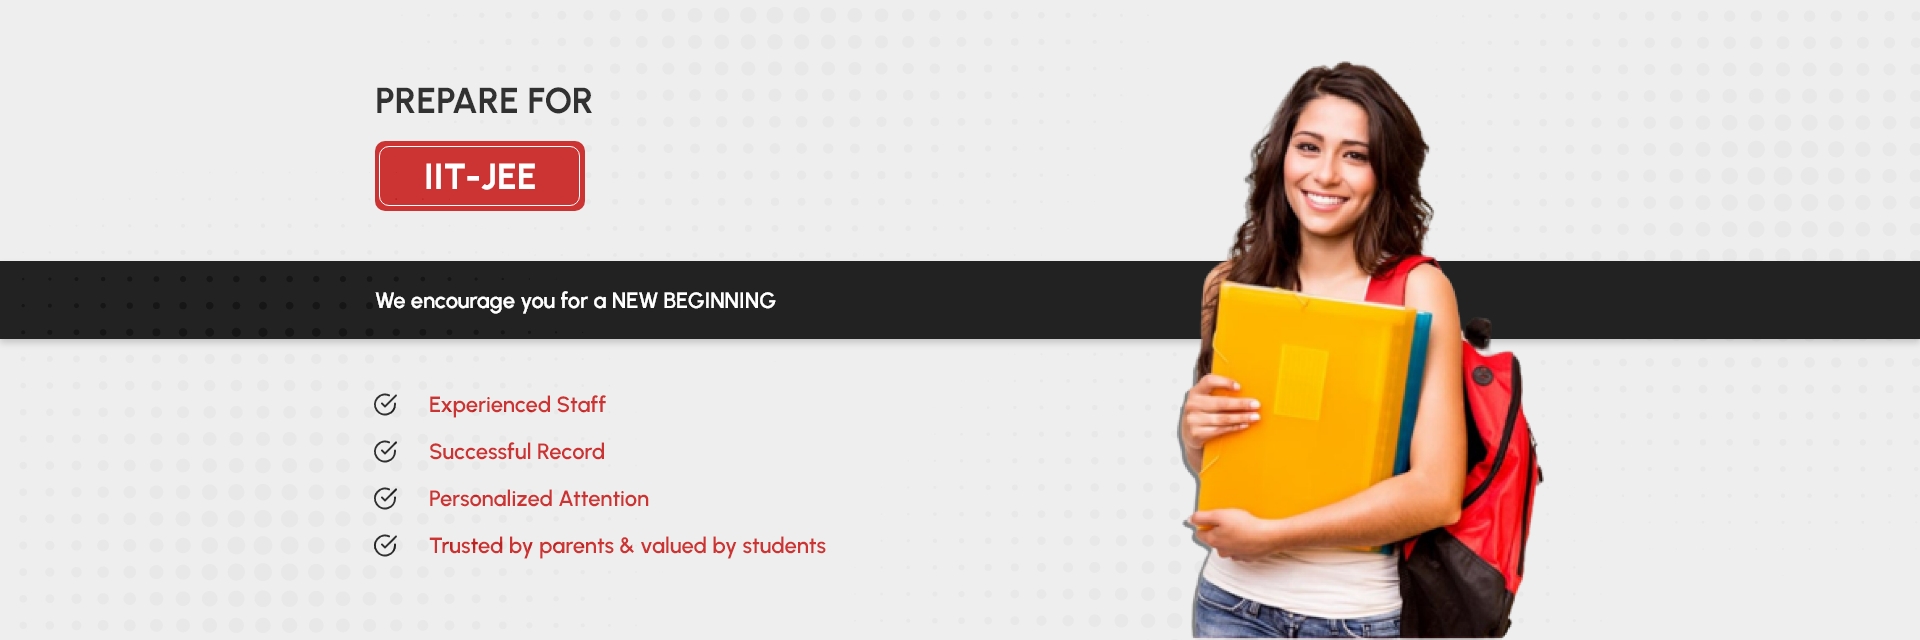 PREPARE FOR
IIT-JEE
We encourage you for a NEW BEGINNING
Experienced Staff
Successful Record
Personalized Attention
Trusted by parents & valued by students